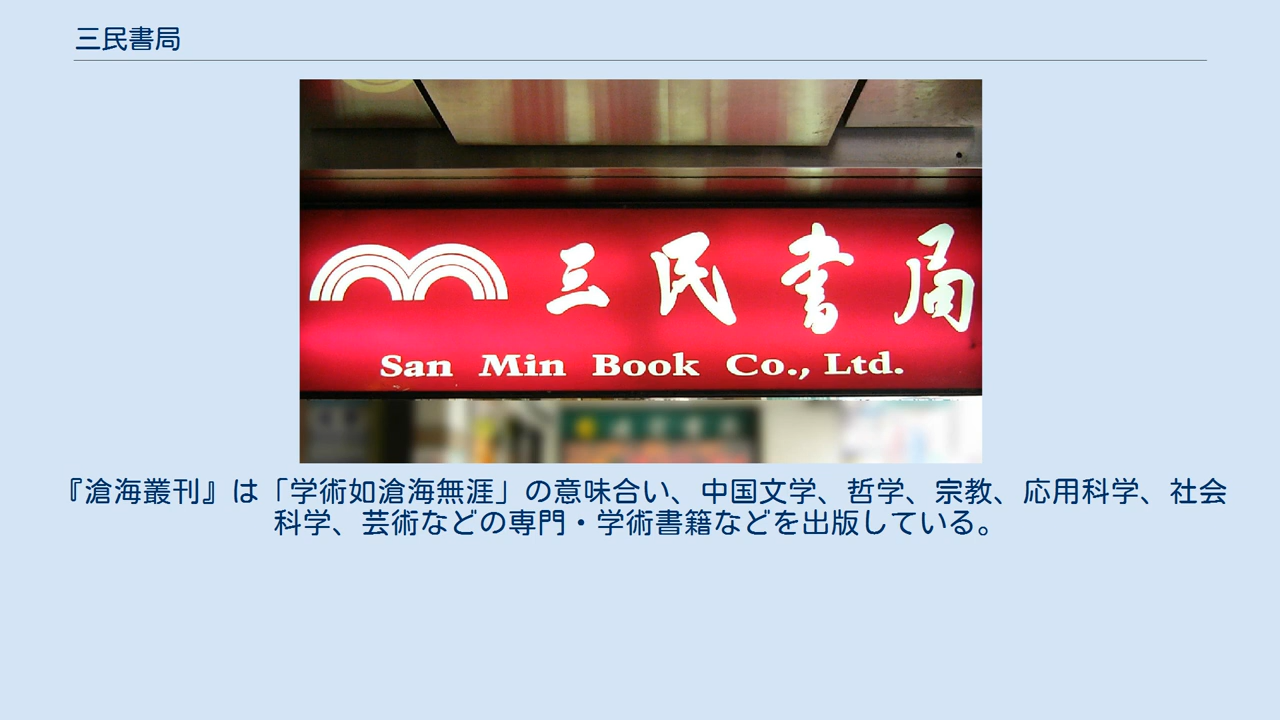 三民書局
三民書局
San Min Book Co., Ltd.
『滄海叢刊』は「学術如滄海無涯」の意味合い、中国文学、哲学、宗教、応用科学、社会
科学、芸術などの専門・学術書籍などを出版している。